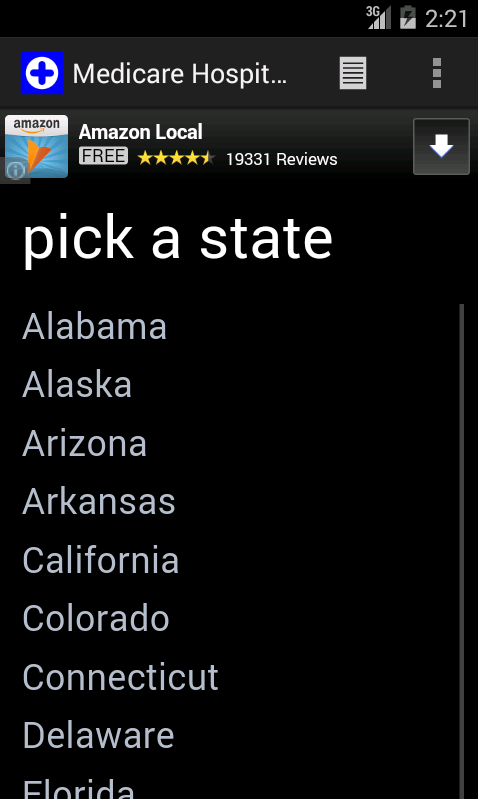 3G 2:21
Medicare Hospit...
amazon
Amazon Local
FREE 19331 Reviews
pick a state
Alabama
Alaska
Arizona
Arkansas
California
Colorado
Connecticut
Delaware
Florida